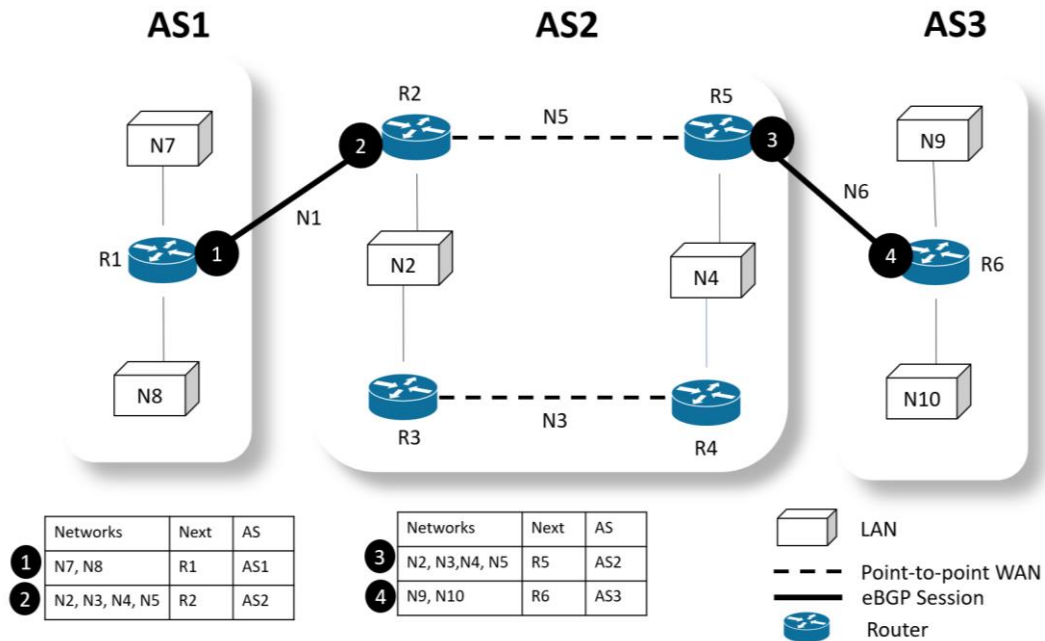 AS1
AS2
AS3
R2
R5
N5
N7
N9
2
3
N6
N1
1
R1
N2
N4
4
R6
N8
N10
R3
N3
R4
Networks Next AS
1 N7, N8 R1 AS1
2 N2, N3, N4, N5 R2 AS2
Networks Next AS
3 N2, N3,N4, N5 R5 AS2
4 N9, N10 R6 AS3
LAN
Point-to-point WAN
eBGP Session
Router